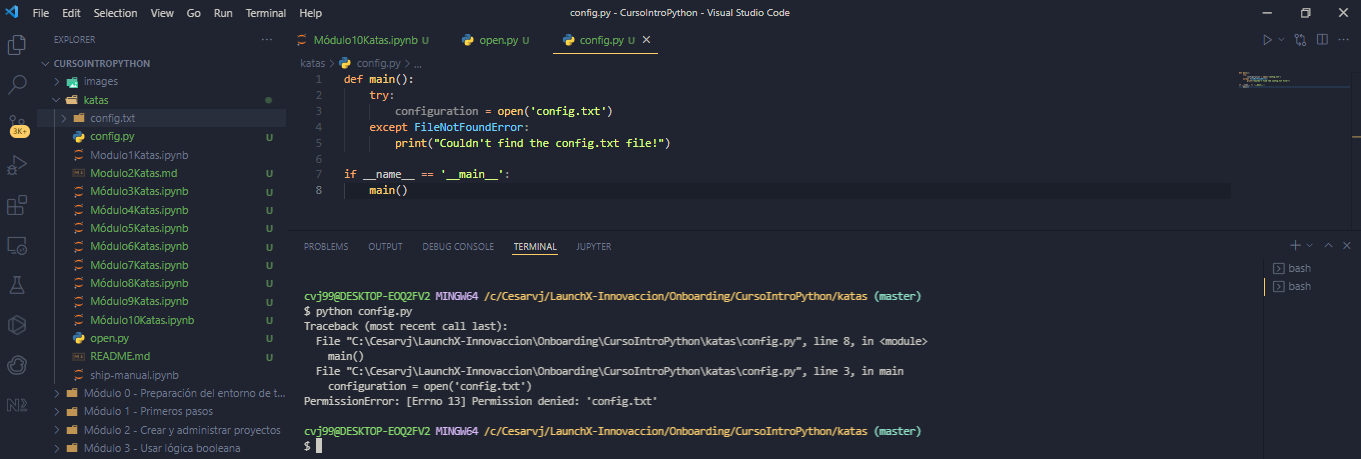 File Edit Selection View Go Run Terminal Help
config.py - CursoIntroPython - Visual Studio Code
EXPLORER
CURSOINTROPYTHON
images
katas
config.txt
config.py U
Modulo1Katas.ipynb
Modulo2Katas.md U
Módulo3Katas.ipynb U
Módulo4Katas.ipynb U
Módulo5Katas.ipynb U
Módulo6Katas.ipynb U
Módulo7Katas.ipynb U
Módulo8Katas.ipynb U
Módulo9Katas.ipynb U
Módulo10Katas.ipynb U
open.py U
README.md U
ship-manual.ipynb
Módulo 0 - Preparación del entorno de t...
Módulo 1 - Primeros pasos
Módulo 2 - Crear y administrar proyectos
Módulo 3 - Usar lógica booleana
3K+
Módulo10Katas.ipynb U
open.py U
config.py U
katas > config.py > ...
1 def main():
2 try:
3 configuration = open('config.txt')
4 except FileNotFoundError:
5 print("Couldn't find the config.txt file!")
6
7 if __name__ == '__main__':
8 main()
PROBLEMS OUTPUT DEBUG CONSOLE TERMINAL JUPYTER
bash
bash
cvj99@DESKTOP-EOQ2FV2 MINGW64 /c/Cesarvj/LaunchX-Innovaccion/Onboarding/CursoIntroPython/katas (master)
$ python config.py
Traceback (most recent call last):
File "C:\Cesarvj\LaunchX-Innovaccion\Onboarding\CursoIntroPython\katas\config.py", line 8, in <module>
main()
File "C:\Cesarvj\LaunchX-Innovaccion\Onboarding\CursoIntroPython\katas\config.py", line 3, in main
configuration = open('config.txt')
PermissionError: [Errno 13] Permission denied: 'config.txt'
cvj99@DESKTOP-EOQ2FV2 MINGW64 /c/Cesarvj/LaunchX-Innovaccion/Onboarding/CursoIntroPython/katas (master)
$